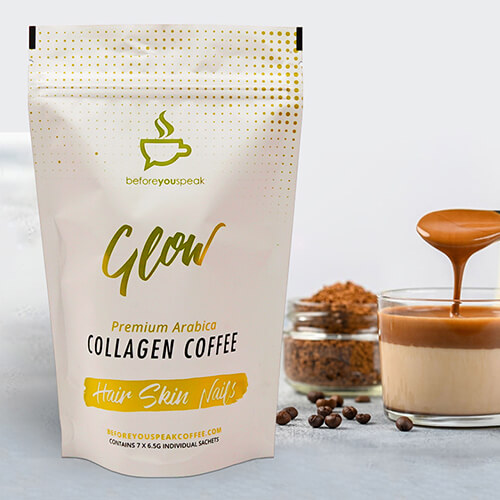 beforeyouspeak
Glow
Premium Arabica
COLLAGEN COFFEE
Hair Skin Nails
BEFOREYOUSPEAKCOFFEE.COM
CONTAINS 7 X 6.5G INDIVIDUAL SACHETS